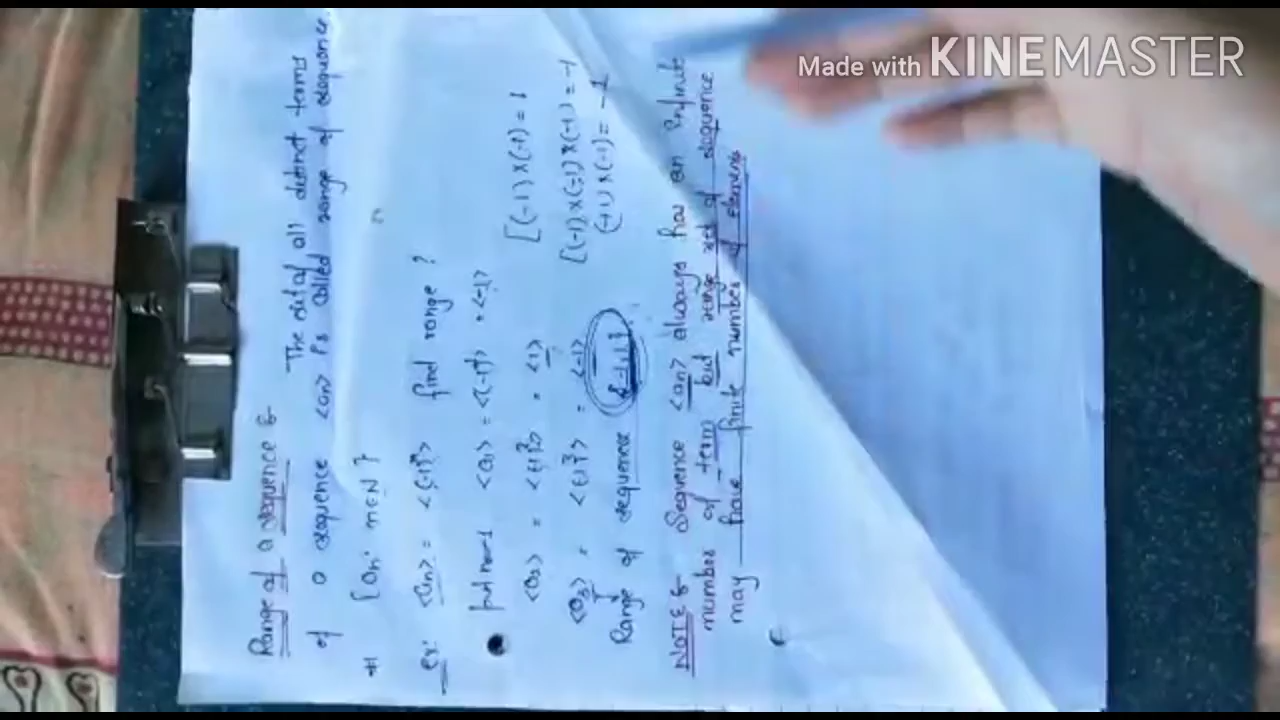 Made with KINEMASTER
Range of a sequence :- The set of all distinct terms
of a sequence <an> is called range of sequence.
{an: n∈N}
ex: <an> = <(-1)ⁿ> find range?
put n=1 <a1> = <(-1)¹> = <-1>
<a2> = <(-1)²> = <1> [(-1)×(-1) = 1
<a3> = <(-1)³> = <-1> [(-1)×(-1)×(-1) = -1
(+1)×(-1) = -1
Range of sequence {-1,1}
NOTE :- Sequence <an> always has an infinite
number of term but range set of sequence
may have finite number of elements